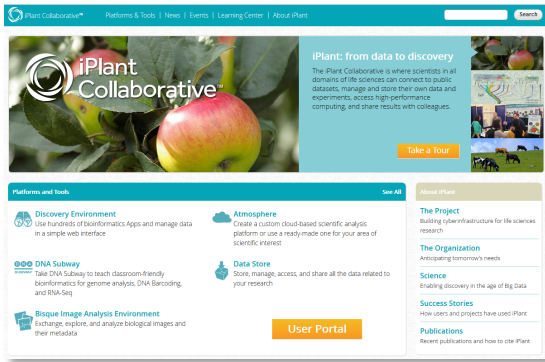 iPlant Collaborative™ Platforms & Tools | News | Events | Learning Center | About iPlant Search
iPlant
Collaborative™
iPlant: from data to discovery
The iPlant Collaborative is where scientists in all
domains of life sciences can connect to public
datasets, manage and store their own data and
experiments, access high-performance
computing, and share results with colleagues.
Take a Tour
Platforms and Tools See All
Discovery Environment
Use hundreds of bioinformatics Apps and manage data
in a simple web interface
Atmosphere
Create a custom cloud-based scientific analysis
platform or use a ready-made one for your area of
scientific interest
DNA
SUBWAY
DNA Subway
Take DNA Subway to teach classroom-friendly
bioinformatics for genome analysis, DNA Barcoding,
and RNA-Seq
Data Store
Store, manage, access, and share all the data related to
your research
Bisque Image Analysis Environment
Exchange, explore, and analyze biological images and
their metadata
User Portal
About iPlant
The Project
Building cyberinfrastructure for life sciences
research
The Organization
Anticipating tomorrow's needs
Science
Enabling discovery in the age of Big Data
Success Stories
How users and projects have used iPlant
Publications
Recent publications and how to cite iPlant